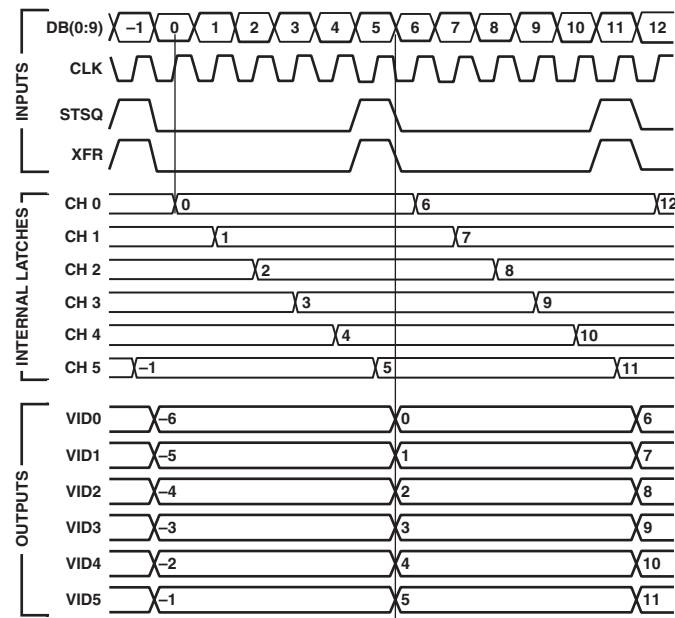 INPUTS
DB(0:9) –1 0 1 2 3 4 5 6 7 8 9 10 11 12
CLK
STSQ
XFR
INTERNAL LATCHES
CH 0 0 6 12
CH 1 1 7
CH 2 2 8
CH 3 3 9
CH 4 4 10
CH 5 –1 5 11
OUTPUTS
VID0 –6 0 6
VID1 –5 1 7
VID2 –4 2 8
VID3 –3 3 9
VID4 –2 4 10
VID5 –1 5 11